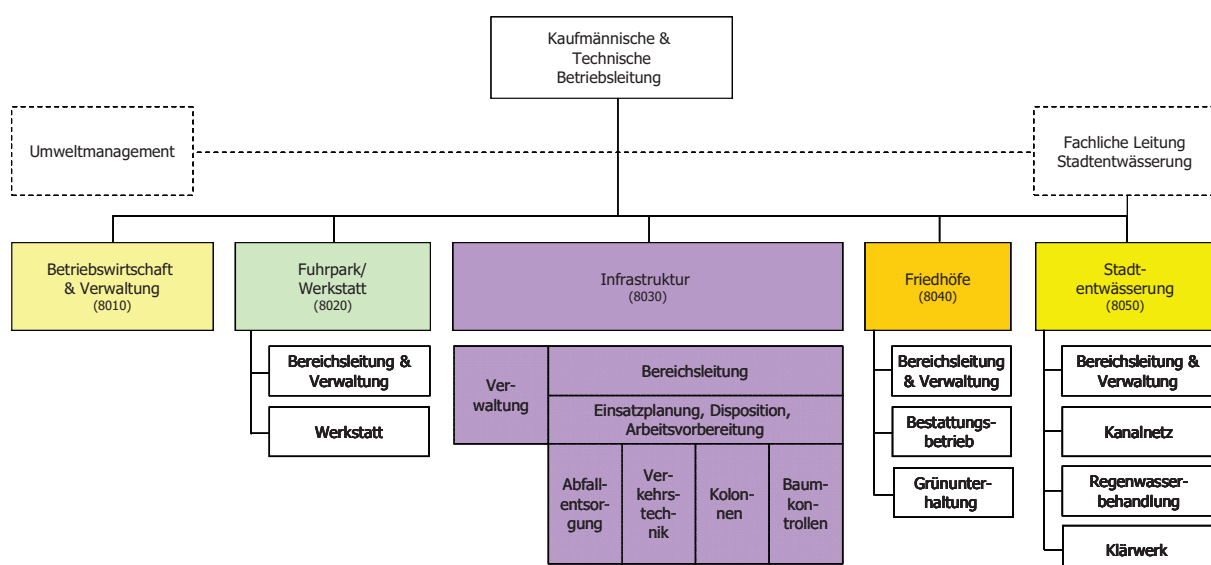 Kaufmännische &
Technische
Betriebsleitung
Umweltmanagement
Fachliche Leitung
Stadtentwässerung
Betriebswirtschaft
& Verwaltung
(8010)
Fuhrpark/
Werkstatt
(8020)
Infrastruktur
(8030)
Friedhöfe
(8040)
Stadt-
entwässerung
(8050)
Bereichsleitung &
Verwaltung
Werkstatt
Ver-
waltung
Bereichsleitung
Einsatzplanung, Disposition,
Arbeitsvorbereitung
Abfall-
entsor-
gung
Ver-
kehrs-
tech-
nik
Kolon-
nen
Baum-
kon-
trollen
Bereichsleitung
& Verwaltung
Bestattungs-
betrieb
Grünunter-
haltung
Bereichsleitung &
Verwaltung
Kanalnetz
Regenwasser-
behandlung
Klärwerk